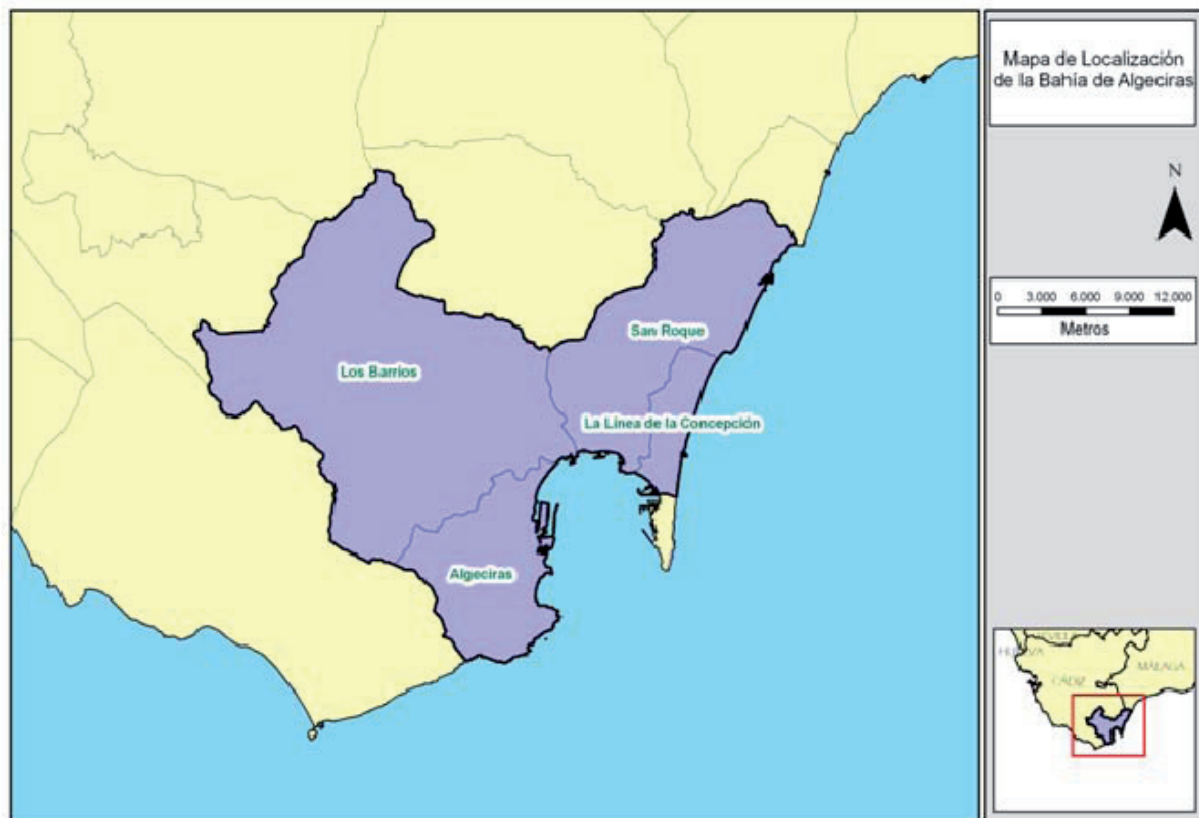 Mapa de Localización
de la Bahía de Algeciras
N
0 3.000 6.000 9.000 12.000
Metros
San Roque
Los Barrios
La Línea de la Concepción
Algeciras
SEVILLA
HUELVA
MÁLAGA
CÁDIZ